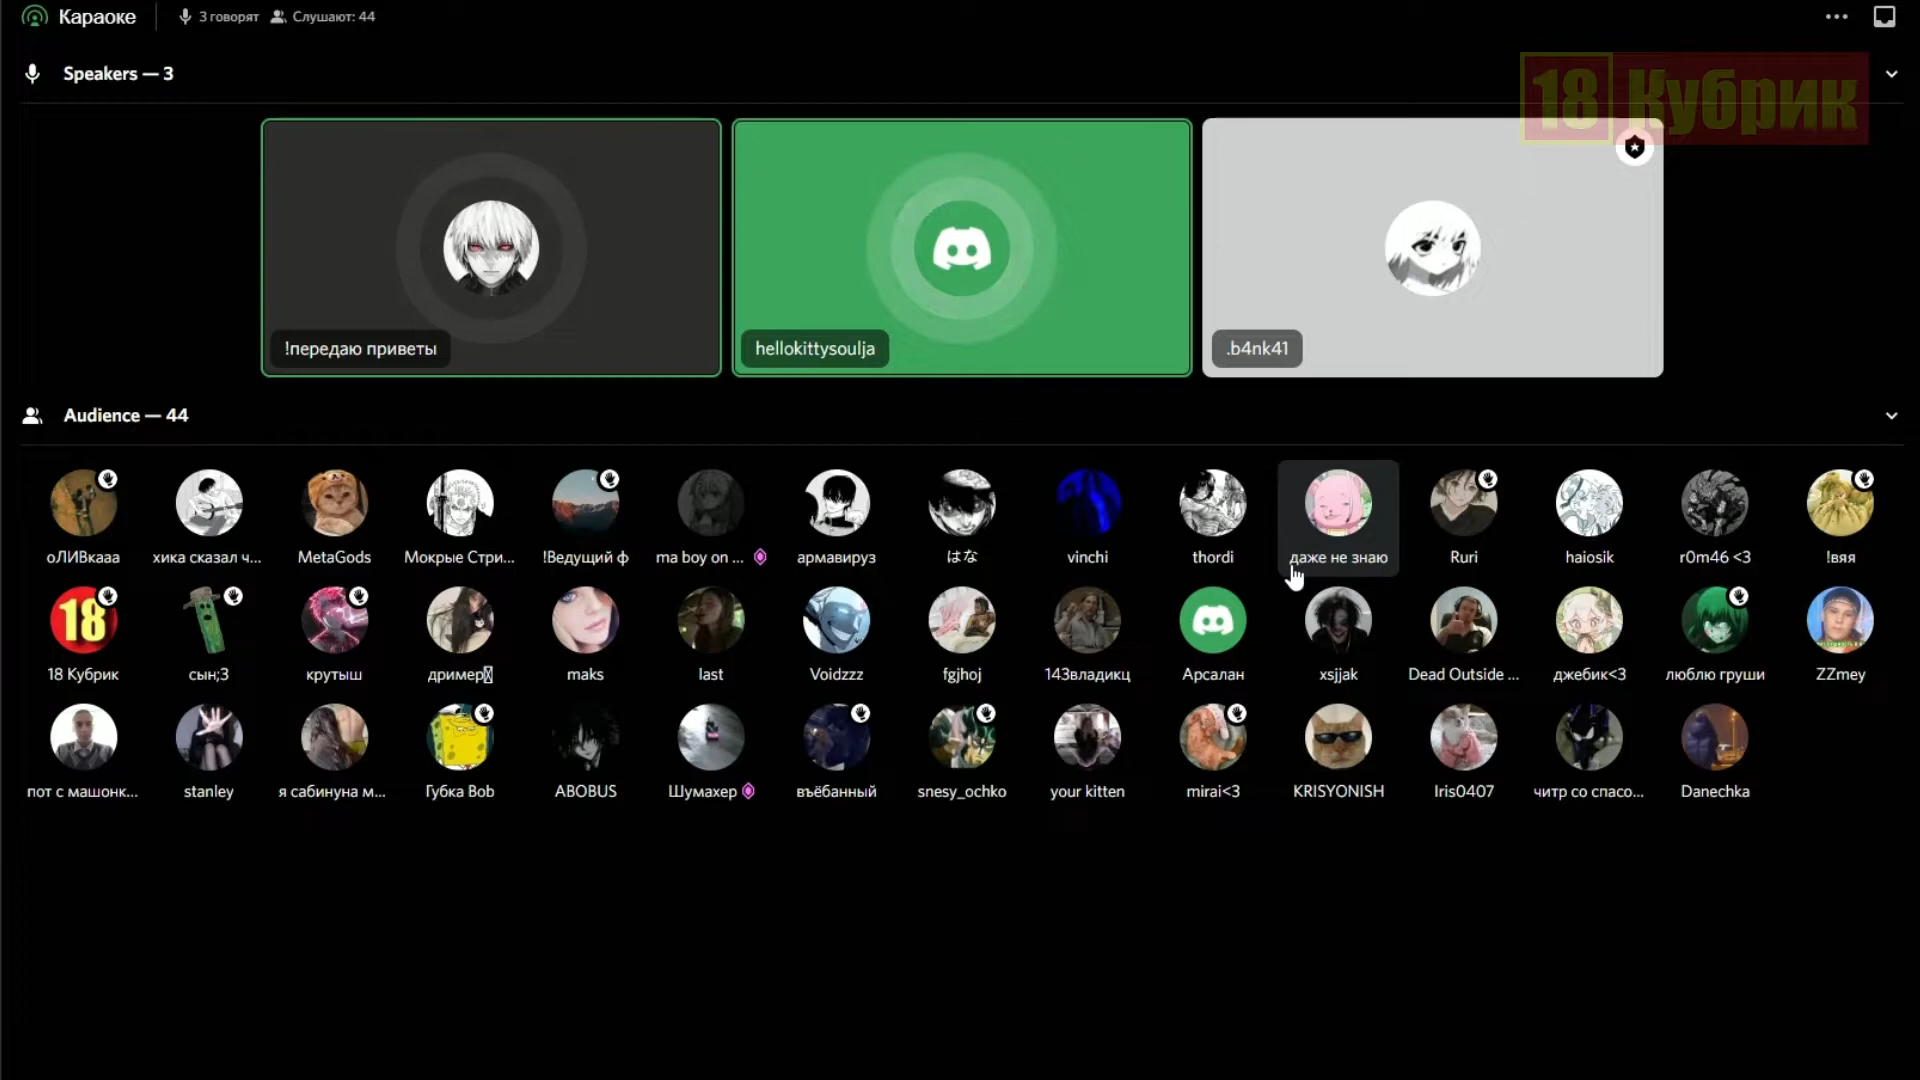 Караоке
3 говорят
Слушают: 44
Speakers — 3
18 Кубрик
!передаю приветы
hellokittysoulja
.b4nk41
Audience — 44
оЛИВкааа
хика сказал ч...
MetaGods
Мокрые Стри...
!Ведущий ф
ma boy on ...
армавируз
はな
vinchi
thordi
даже не знаю
Ruri
haiosik
r0m46 <3
!вяя
18
18 Кубрик
сын;3
крутыш
дример
maks
last
Voidzzz
fgjhoj
143владикц
Арсалан
xsjjak
Dead Outside ...
джебик<3
люблю груши
ZZmey
пот с машонк...
stanley
я сабинуна м...
Губка Bob
ABOBUS
Шумахер
въёбанный
snesy_ochko
your kitten
mirai<3
KRISYONISH
Iris0407
читр со спасо...
Danechka